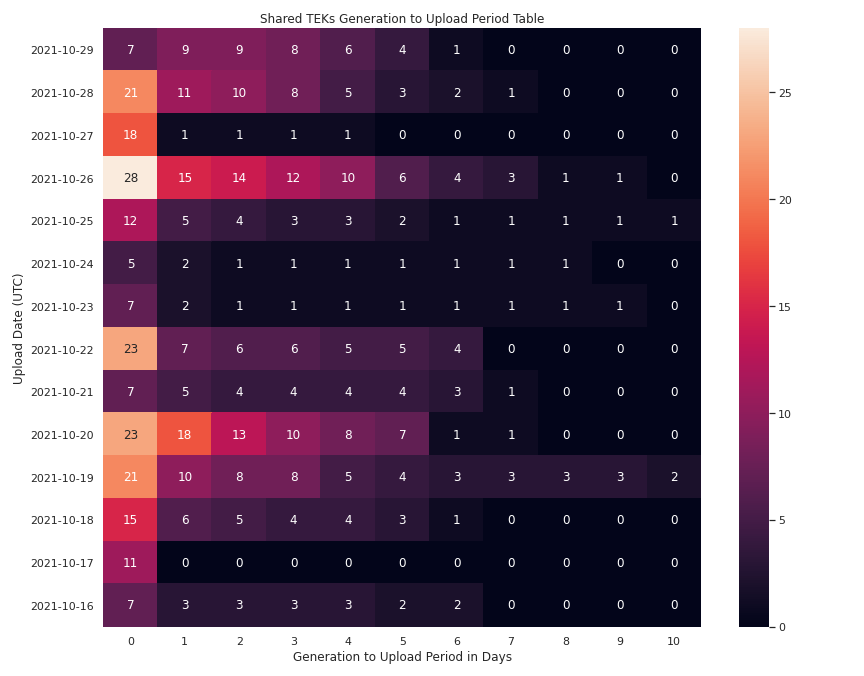 Shared TEKs Generation to Upload Period Table
Upload Date (UTC)
2021-10-29 7 9 9 8 6 4 1 0 0 0 0
2021-10-28 21 11 10 8 5 3 2 1 0 0 0
2021-10-27 18 1 1 1 1 0 0 0 0 0 0
2021-10-26 28 15 14 12 10 6 4 3 1 1 0
2021-10-25 12 5 4 3 3 2 1 1 1 1 1
2021-10-24 5 2 1 1 1 1 1 1 1 0 0
2021-10-23 7 2 1 1 1 1 1 1 1 1 0
2021-10-22 23 7 6 6 5 5 4 0 0 0 0
2021-10-21 7 5 4 4 4 4 3 1 0 0 0
2021-10-20 23 18 13 10 8 7 1 1 0 0 0
2021-10-19 21 10 8 8 5 4 3 3 3 3 2
2021-10-18 15 6 5 4 4 3 1 0 0 0 0
2021-10-17 11 0 0 0 0 0 0 0 0 0 0
2021-10-16 7 3 3 3 3 2 2 0 0 0 0
0 1 2 3 4 5 6 7 8 9 10
Generation to Upload Period in Days
25
20
15
10
5
0